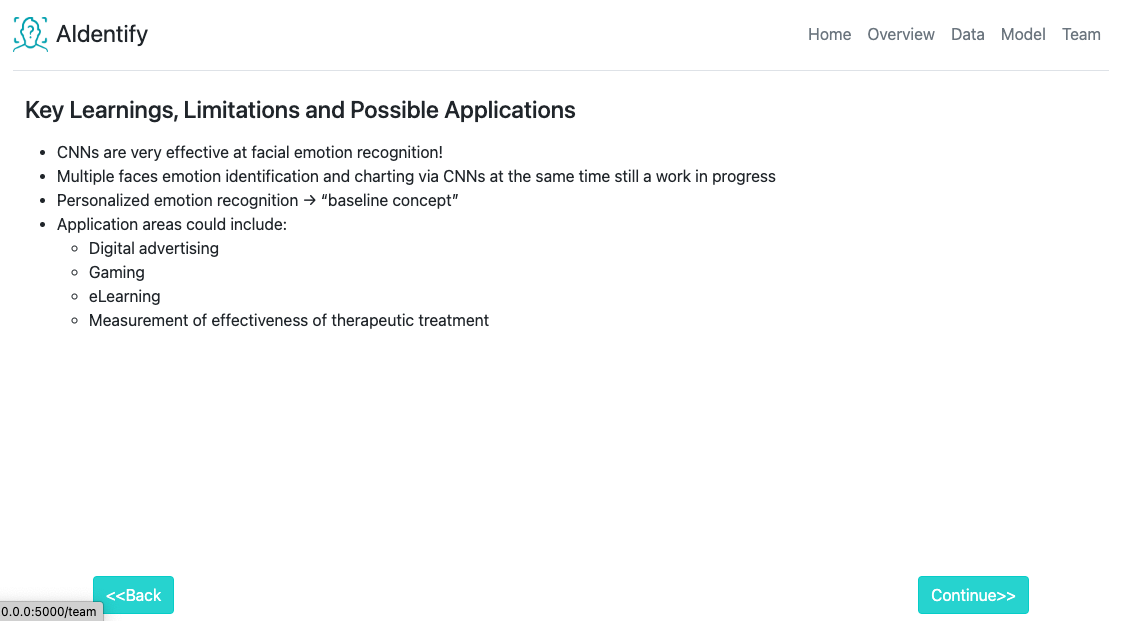 AIdentify
Home Overview Data Model Team
Key Learnings, Limitations and Possible Applications
• CNNs are very effective at facial emotion recognition!
• Multiple faces emotion identification and charting via CNNs at the same time still a work in progress
• Personalized emotion recognition → “baseline concept”
• Application areas could include:
◦ Digital advertising
◦ Gaming
◦ eLearning
◦ Measurement of effectiveness of therapeutic treatment
<<Back
Continue>>
0.0.0:5000/team